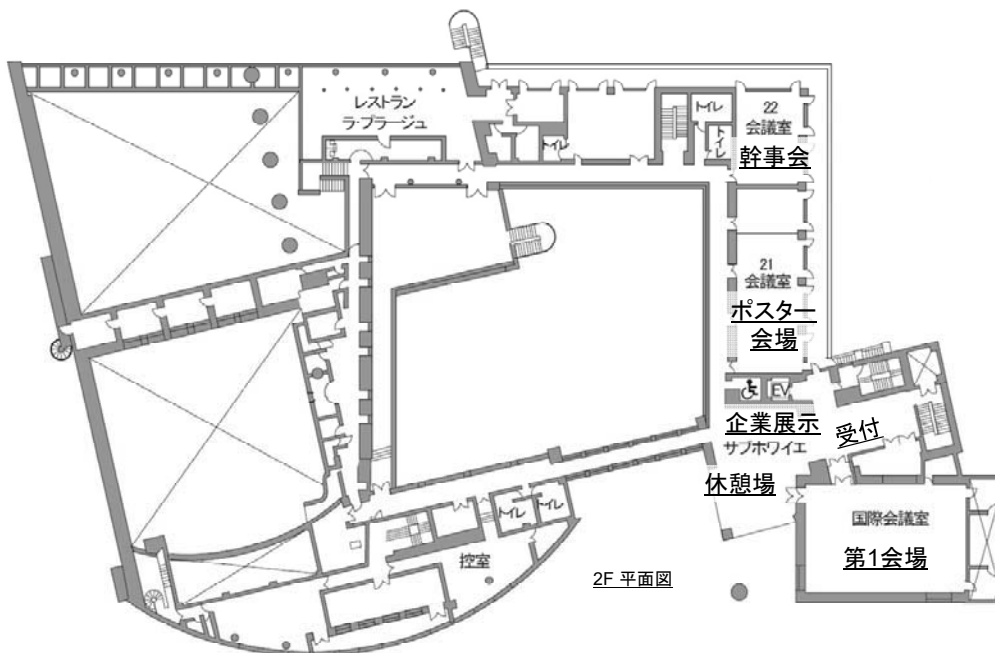 レストラン
ラ・プラージュ
トイレ
トイレ
トイレ
22
会議室
幹事会
21
会議室
ポスター
会場
EV
企業展示
サブホワイエ
受付
休憩場
国際会議室
第1会場
トイレ
トイレ
控室
2F 平面図